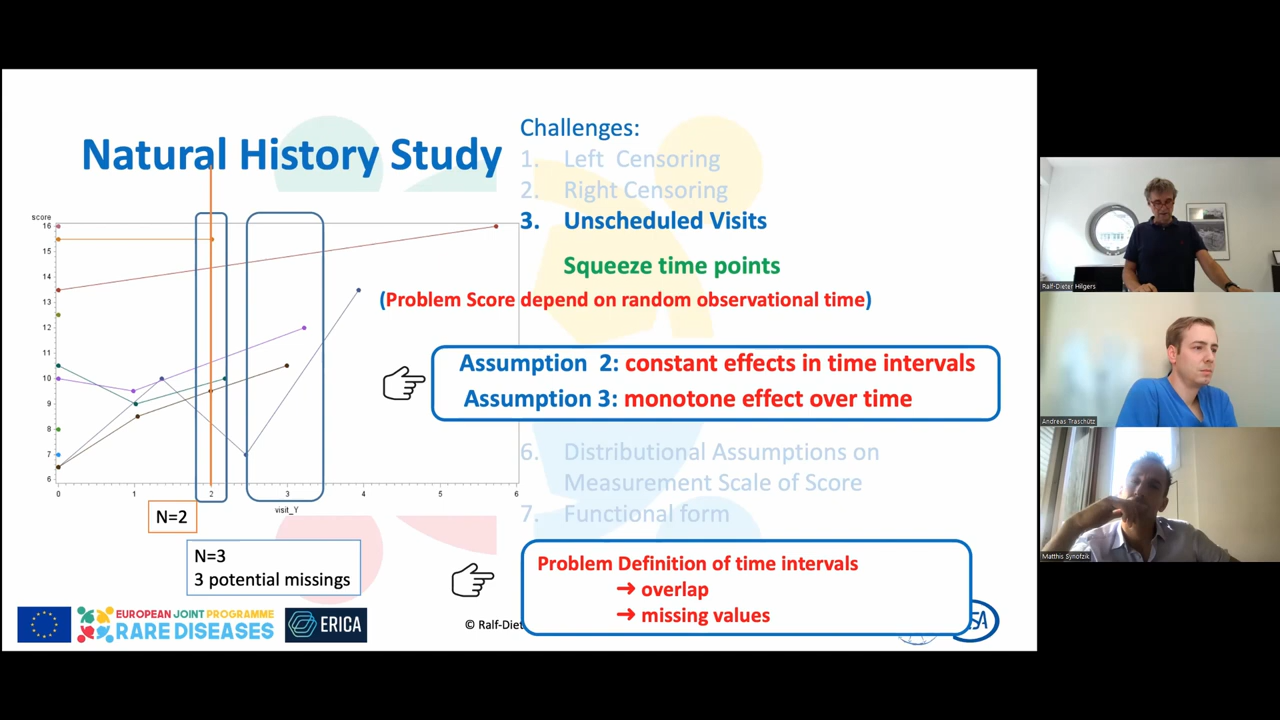 Natural History Study
Challenges:
1. Left Censoring
2. Right Censoring
3. Unscheduled Visits
Squeeze time points
(Problem Score depend on random observational time)
Assumption 2: constant effects in time intervals
Assumption 3: monotone effect over time
6. Distributional Assumptions on
Measurement Scale of Score
7. Functional form
score
16
15
14
13
12
11
10
9
8
7
6
0 1 2 3 4 5 6
visit_Y
N=2
N=3
3 potential missings
Problem Definition of time intervals
➔ overlap
➔ missing values
EUROPEAN JOINT PROGRAMME
RARE DISEASES
ERICA
© Ralf-Diet
SA
Ralf-Dieter Hilgers
Andreas Traschütz
Matthis Synofzik